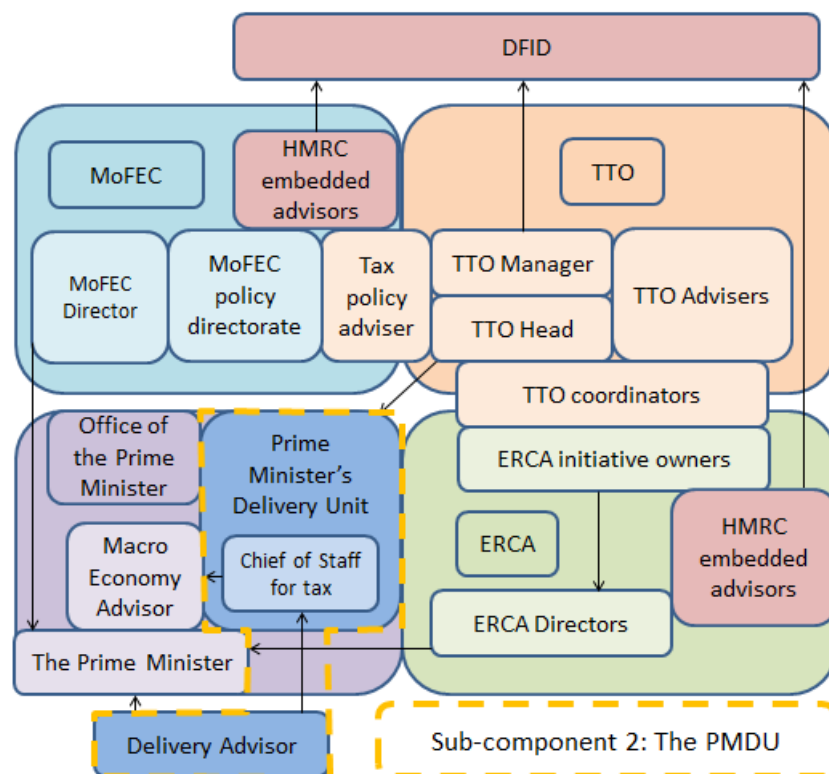 DFID
MoFEC
HMRC
embedded
advisors
TTO
MoFEC
Director
MoFEC
policy
directorate
Tax
policy
adviser
TTO Manager
TTO Head
TTO Advisers
TTO coordinators
Office of
the Prime
Minister
Prime
Minister's
Delivery Unit
ERCA initiative owners
Macro
Economy
Advisor
Chief of Staff
for tax
ERCA
HMRC
embedded
advisors
ERCA Directors
The Prime Minister
Delivery Advisor
Sub-component 2: The PMDU